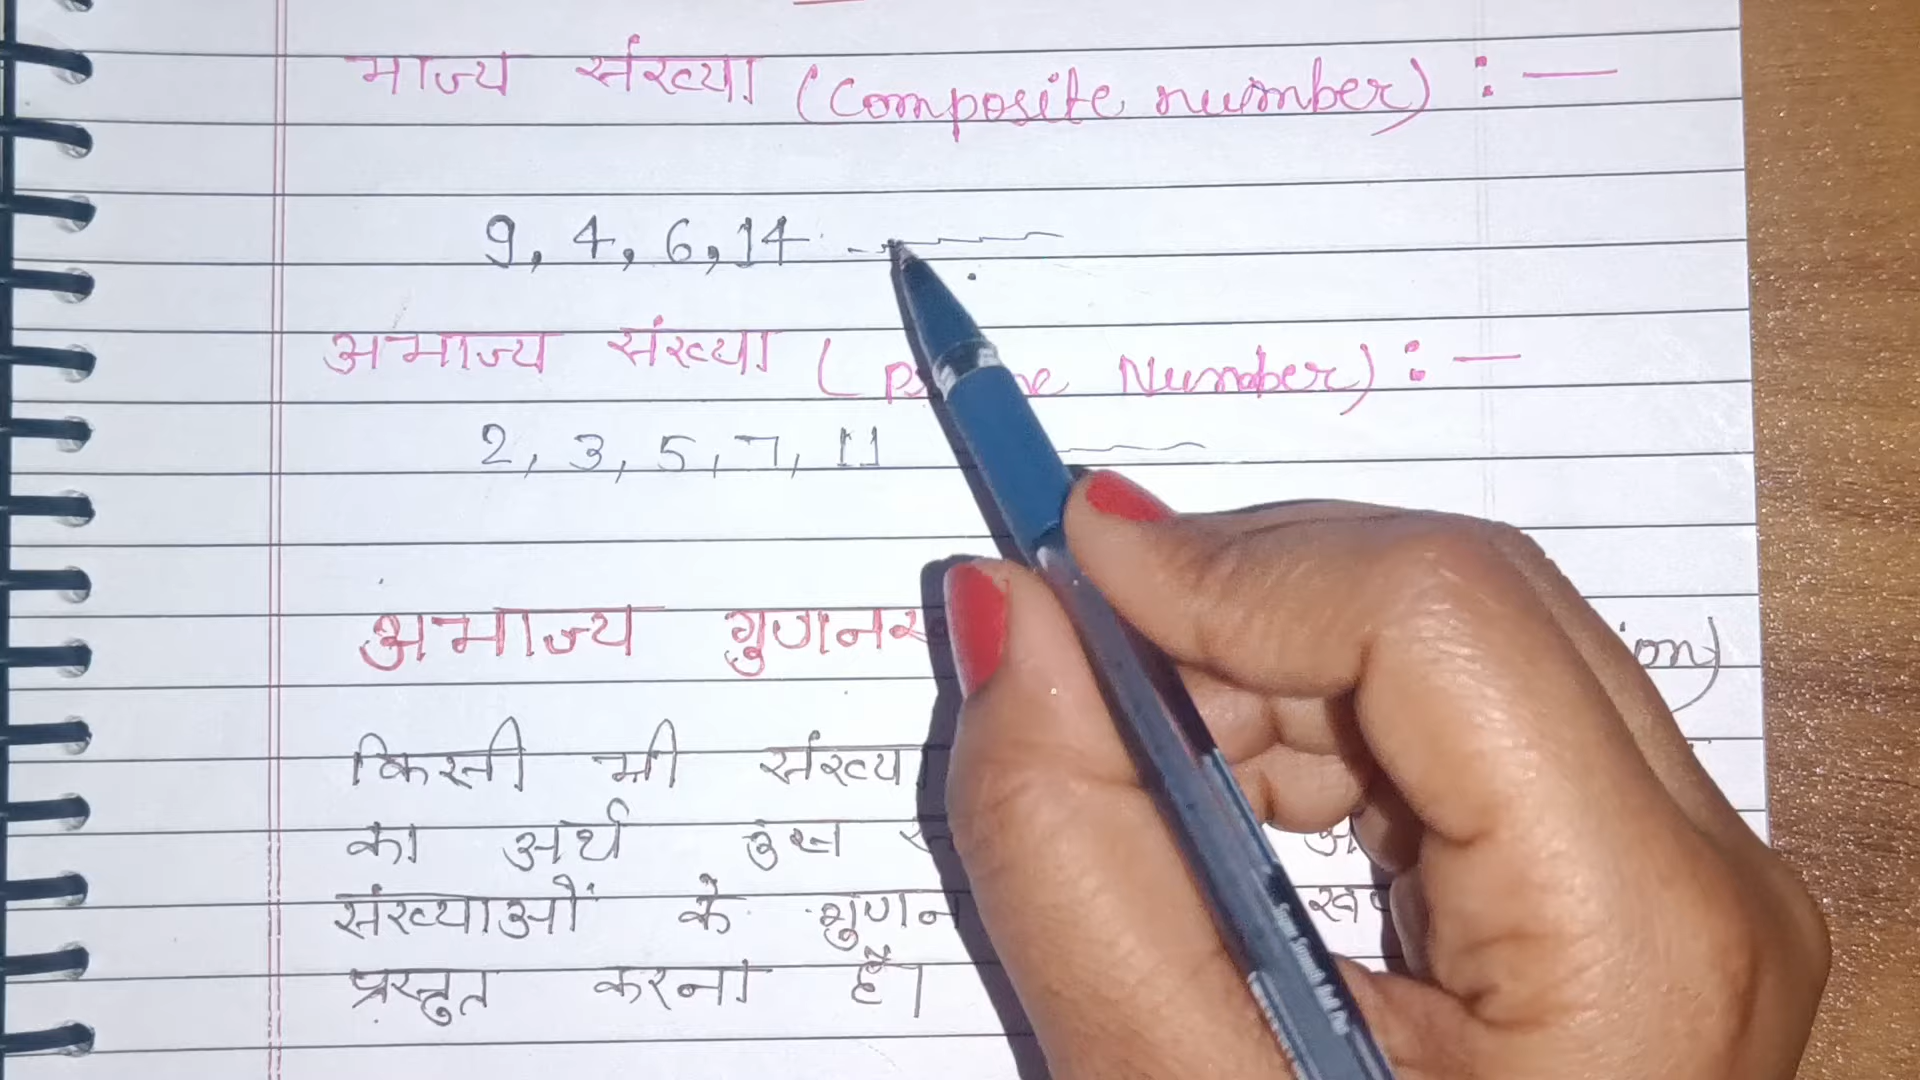 भाज्य संख्या (Composite number) : —
9, 4, 6, 14
अभाज्य संख्या ( Number) : —
2, 3, 5, 7, 11
अभाज्य
किसी भी संख्या
का अर्थ उस
संख्याओं के गुणन
प्रस्तुत करना है।